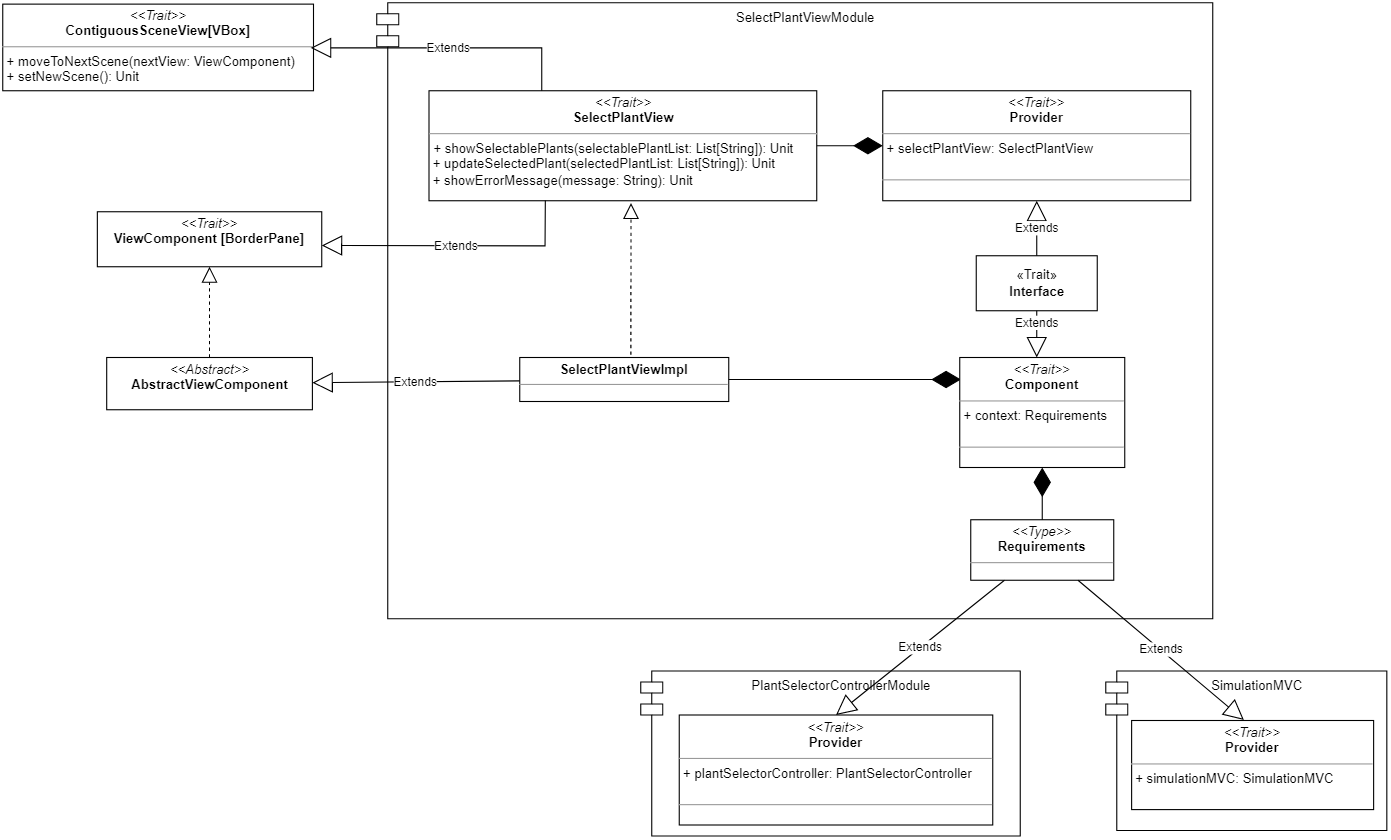 <<Trait>>
ContiguousSceneView[VBox]
+ moveToNextScene(nextView: ViewComponent)
+ setNewScene(): Unit
SelectPlantViewModule
Extends
<<Trait>>
SelectPlantView
+ showSelectablePlants(selectablePlantList: List[String]): Unit
+ updateSelectedPlant(selectedPlantList: List[String]): Unit
+ showErrorMessage(message: String): Unit
<<Trait>>
Provider
+ selectPlantView: SelectPlantView
<<Trait>>
ViewComponent [BorderPane]
Extends
Extends
«Trait»
Interface
Extends
<<Abstract>>
AbstractViewComponent
Extends
SelectPlantViewImpl
<<Trait>>
Component
+ context: Requirements
<<Type>>
Requirements
Extends
Extends
PlantSelectorControllerModule
<<Trait>>
Provider
+ plantSelectorController: PlantSelectorController
SimulationMVC
<<Trait>>
Provider
+ simulationMVC: SimulationMVC